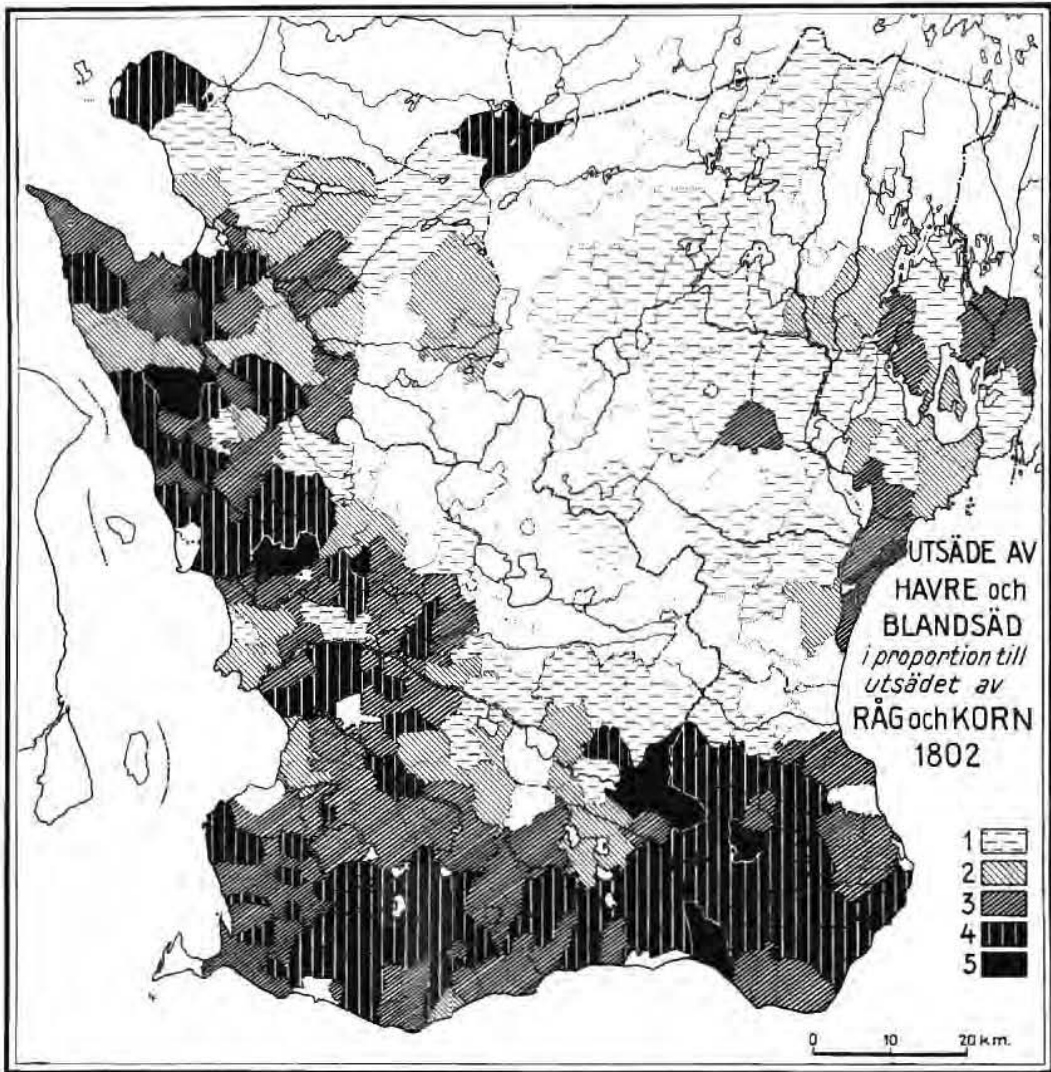 UTSÄDE AV
HAVRE och
BLANDSÄD
i proportion till
utsädet av
RÅG och KORN
1802
1
2
3
4
5
0 10 20 km.